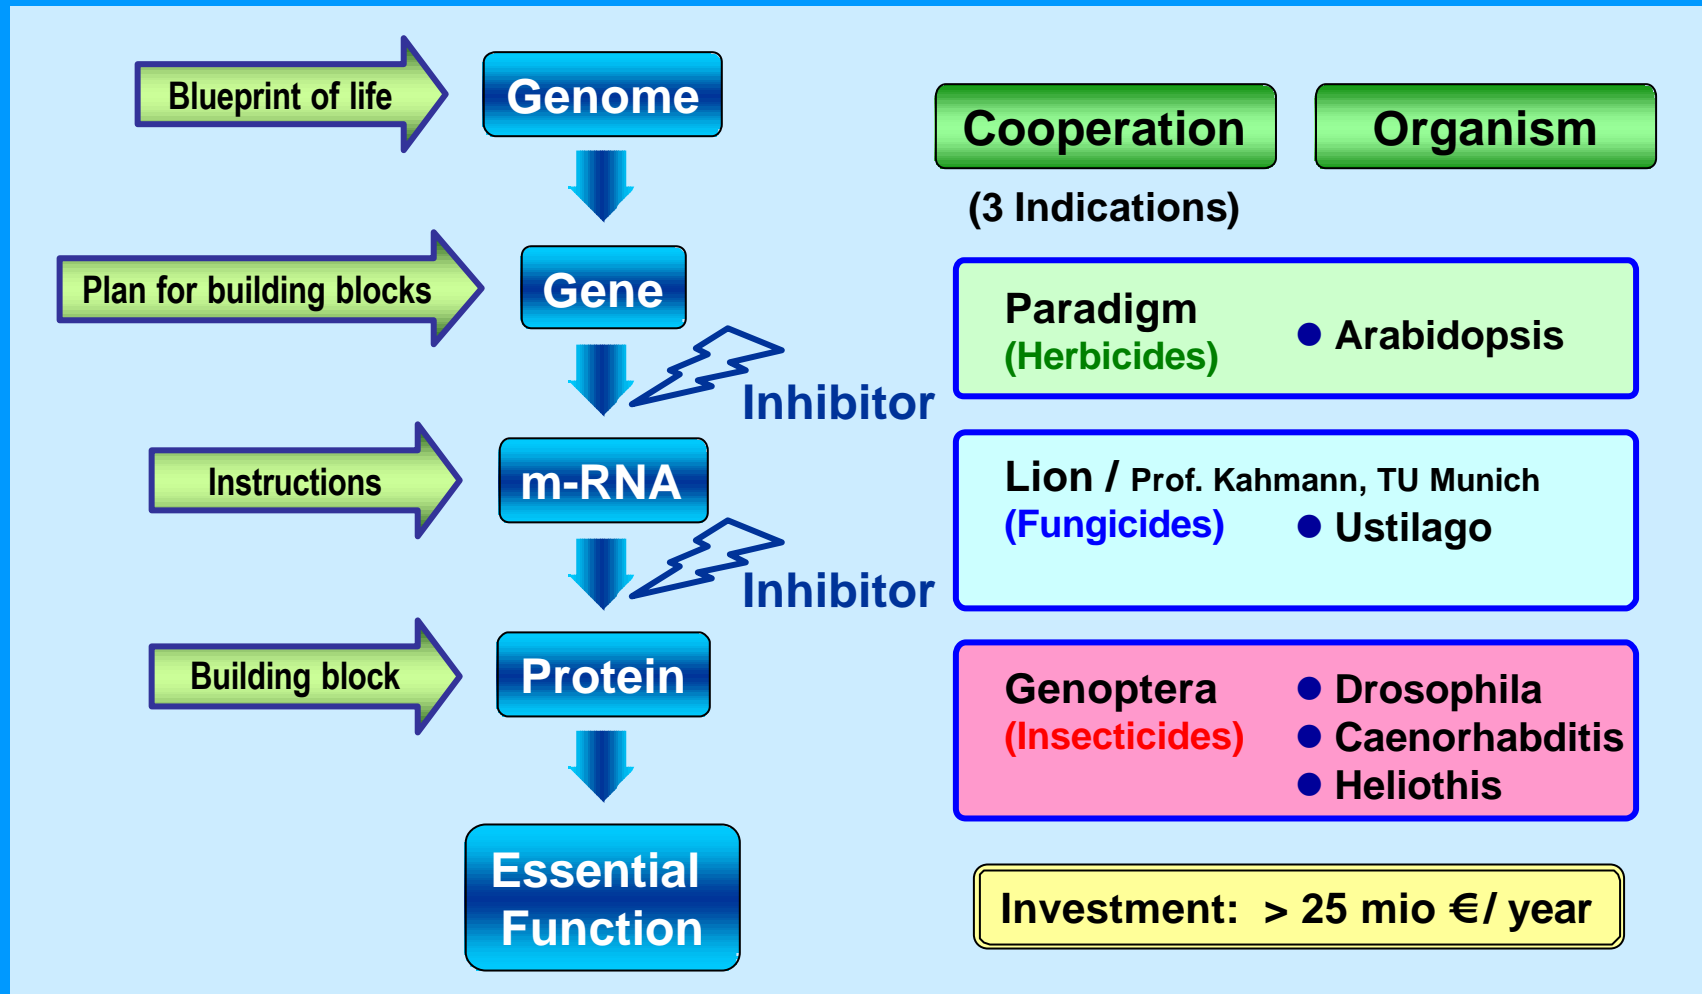 Blueprint of life
Genome
Plan for building blocks
Gene
Inhibitor
Instructions
m-RNA
Inhibitor
Building block
Protein
Essential
Function
Cooperation
Organism
(3 Indications)
Paradigm
(Herbicides)
● Arabidopsis
Lion / Prof. Kahmann, TU Munich
(Fungicides)
● Ustilago
Genoptera
(Insecticides)
● Drosophila
● Caenorhabditis
● Heliothis
Investment: > 25 mio €/ year